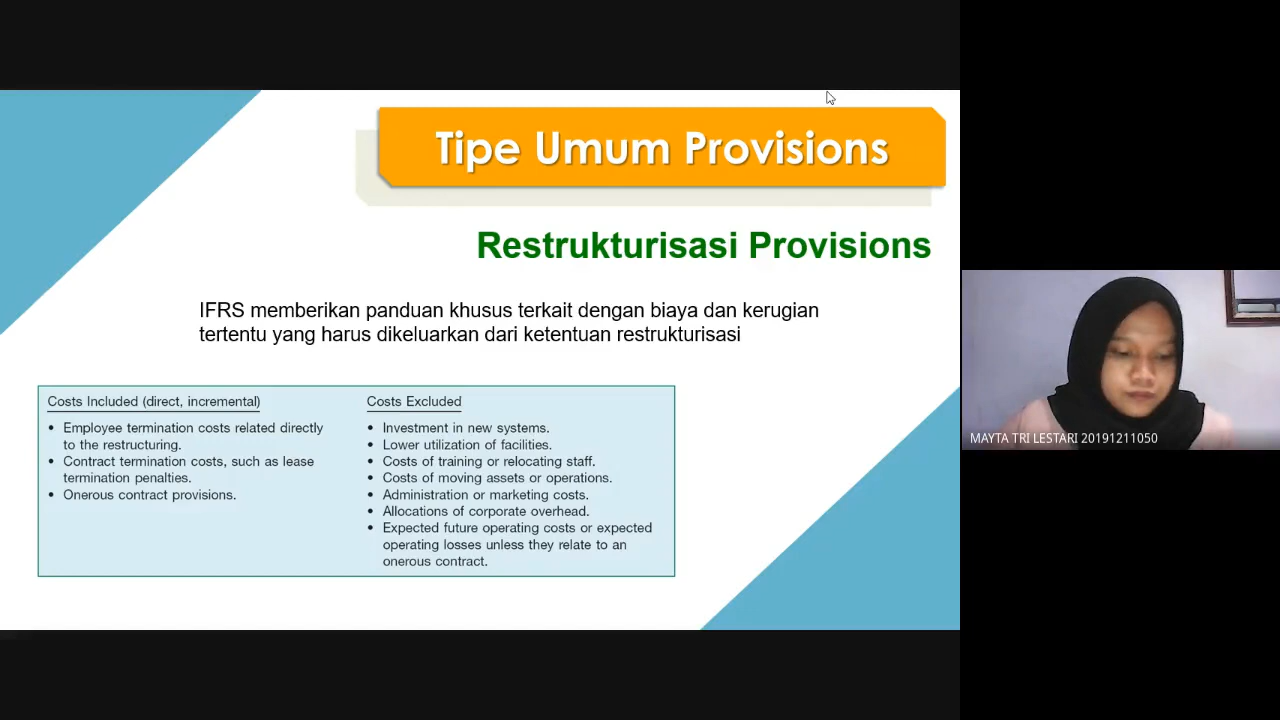 Tipe Umum Provisions
Restrukturisasi Provisions
IFRS memberikan panduan khusus terkait dengan biaya dan kerugian
tertentu yang harus dikeluarkan dari ketentuan restrukturisasi
Costs Included (direct, incremental)
• Employee termination costs related directly
to the restructuring.
• Contract termination costs, such as lease
termination penalties.
• Onerous contract provisions.
Costs Excluded
• Investment in new systems.
• Lower utilization of facilities.
• Costs of training or relocating staff.
• Costs of moving assets or operations.
• Administration or marketing costs.
• Allocations of corporate overhead.
• Expected future operating costs or expected
operating losses unless they relate to an
onerous contract.
MAYTA TRI LESTARI 20191211050